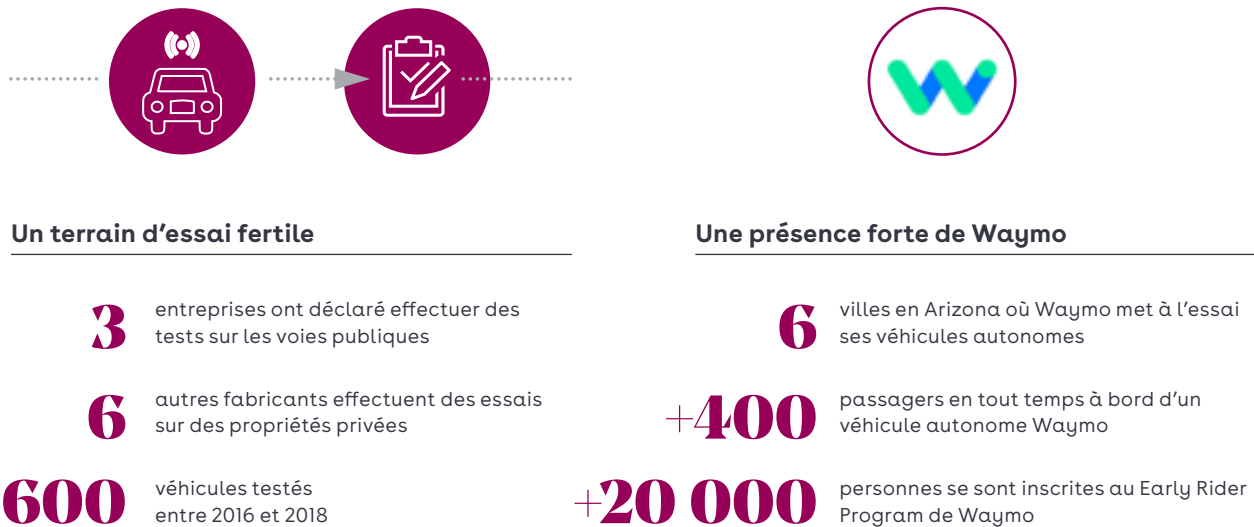 Un terrain d'essai fertile
3
entreprises ont déclaré effectuer des
tests sur les voies publiques
6
autres fabricants effectuent des essais
sur des propriétés privées
600
véhicules testés
entre 2016 et 2018
Une présence forte de Waymo
6
villes en Arizona où Waymo met à l'essai
ses véhicules autonomes
+400
passagers en tout temps à bord d'un
véhicule autonome Waymo
+20 000
personnes se sont inscrites au Early Rider
Program de Waymo